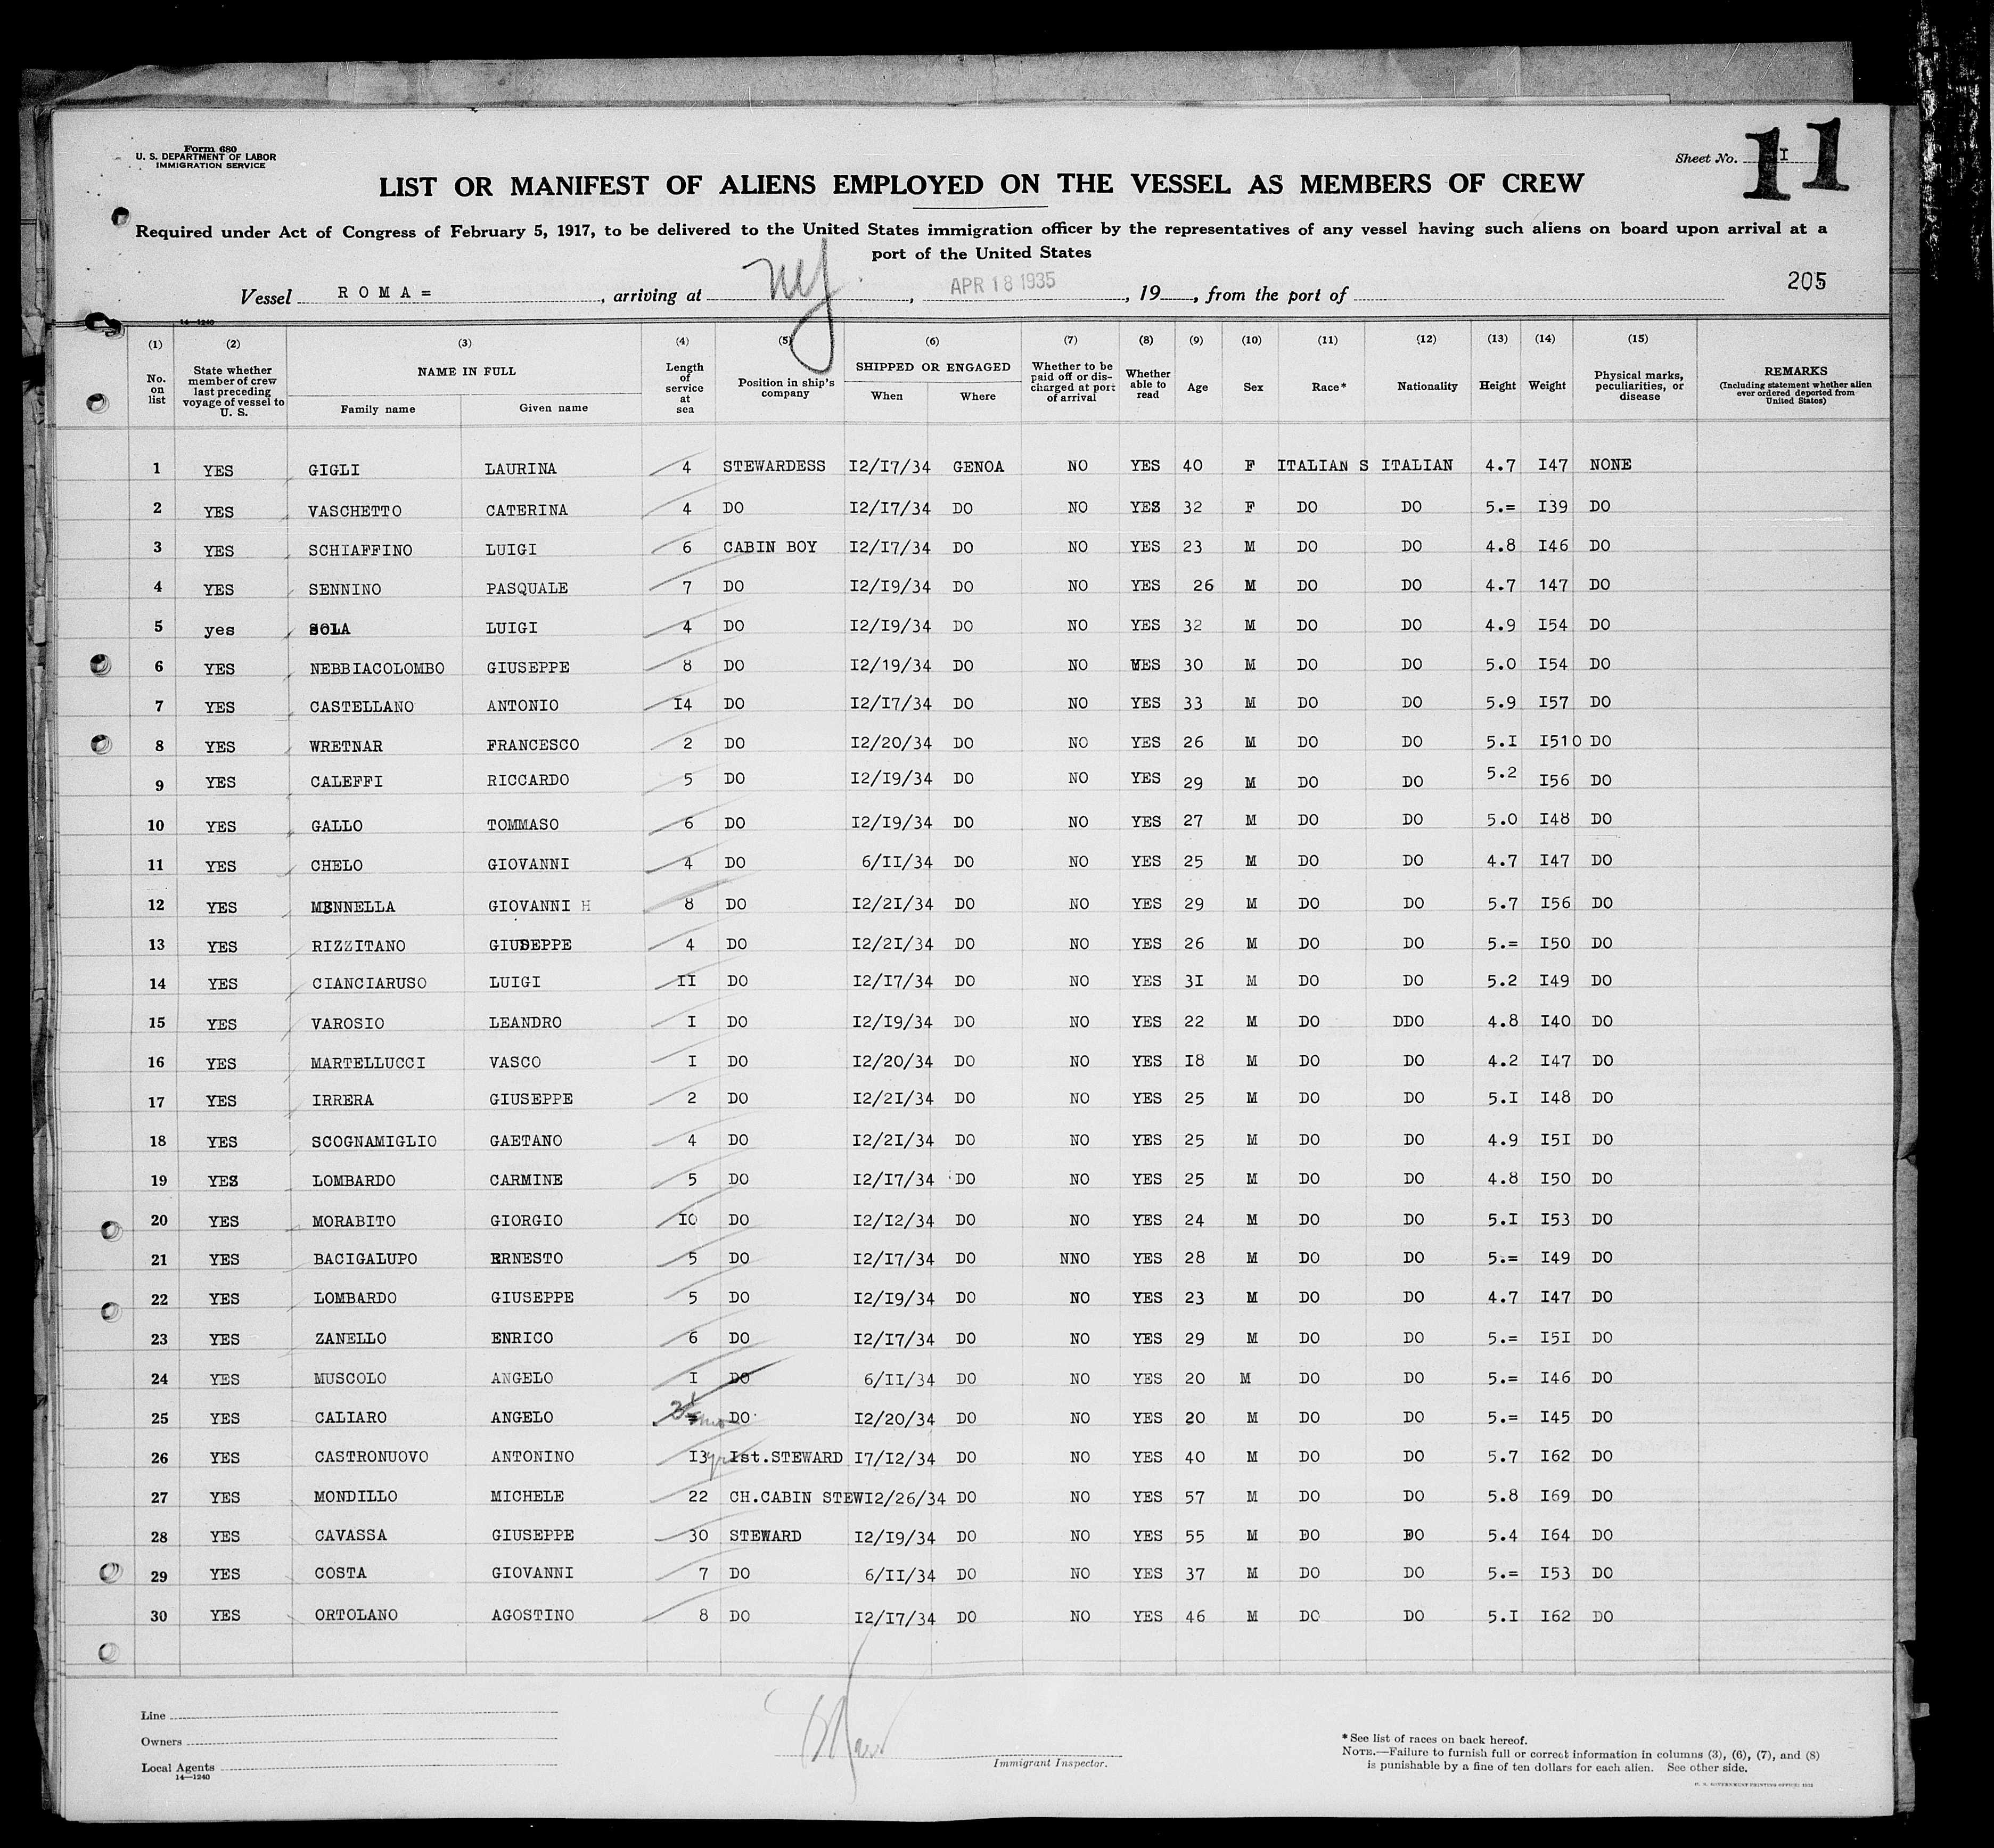 Form 680
U. S. DEPARTMENT OF LABOR
IMMIGRATION SERVICE
Sheet No. I
11
LIST OR MANIFEST OF ALIENS EMPLOYED ON THE VESSEL AS MEMBERS OF CREW
Required under Act of Congress of February 5, 1917, to be delivered to the United States immigration officer by the representatives of any vessel having such aliens on board upon arrival at a
port of the United States
205
Vessel ROMA= , arriving at NY , APR 18 1935 , 19 , from the port of
14—1240
(1) (2) (3) (4) (5) (6) (7) (8) (9) (10) (11) (12) (13) (14) (15)
No. on list State whether member of crew last preceding voyage of vessel to U. S. NAME IN FULL Family name Given name Length of service at sea Position in ship's company SHIPPED OR ENGAGED When Where Whether to be paid off or discharged at port of arrival Whether able to read Age Sex Race* Nationality Height Weight Physical marks, peculiarities, or disease REMARKS (Including statement whether alien ever ordered deported from United States)
1 YES GIGLI LAURINA 4 STEWARDESS I2/I7/34 GENOA NO YES 40 F ITALIAN S ITALIAN 4.7 I47 NONE
2 YES VASCHETTO CATERINA 4 DO I2/I7/34 DO NO YES 32 F DO DO 5.= I39 DO
3 YES SCHIAFFINO LUIGI 6 CABIN BOY I2/I7/34 DO NO YES 23 M DO DO 4.8 I46 DO
4 YES SENNINO PASQUALE 7 DO I2/I9/34 DO NO YES 26 M DO DO 4.7 147 DO
5 yes SOLA LUIGI 4 DO I2/I9/34 DO NO YES 32 M DO DO 4.9 I54 DO
6 YES NEBBIACOLOMBO GIUSEPPE 8 DO I2/19/34 DO NO YES 30 M DO DO 5.0 I54 DO
7 YES CASTELLANO ANTONIO I4 DO I2/I7/34 DO NO YES 33 M DO DO 5.9 I57 DO
8 YES WRETNAR FRANCESCO 2 DO I2/20/34 DO NO YES 26 M DO DO 5.I I510 DO
9 YES CALEFFI RICCARDO 5 DO I2/I9/34 DO NO YES 29 M DO DO 5.2 I56 DO
10 YES GALLO TOMMASO 6 DO I2/I9/34 DO NO YES 27 M DO DO 5.0 I48 DO
11 YES CHELO GIOVANNI 4 DO 6/II/34 DO NO YES 25 M DO DO 4.7 I47 DO
12 YES MENNELLA GIOVANNI H 8 DO I2/2I/34 DO NO YES 29 M DO DO 5.7 I56 DO
13 YES RIZZITANO GIUSEPPE 4 DO I2/2I/34 DO NO YES 26 M DO DO 5.= I50 DO
14 YES CIANCIARUSO LUIGI II DO I2/I7/34 DO NO YES 3I M DO DO 5.2 I49 DO
15 YES VAROSIO LEANDRO I DO I2/I9/34 DO NO YES 22 M DO DDO 4.8 I40 DO
16 YES MARTELLUCCI VASCO I DO I2/20/34 DO NO YES I8 M DO DO 4.2 I47 DO
17 YES IRRERA GIUSEPPE 2 DO I2/2I/34 DO NO YES 25 M DO DO 5.I I48 DO
18 YES SCOGNAMIGLIO GAETANO 4 DO I2/2I/34 DO NO YES 25 M DO DO 4.9 I5I DO
19 YES LOMBARDO CARMINE 5 DO I2/I7/34 DO NO YES 25 M DO DO 4.8 I50 DO
20 YES MORABITO GIORGIO I0 DO I2/I2/34 DO NO YES 24 M DO DO 5.I I53 DO
21 YES BACIGALUPO ERNESTO 5 DO I2/I7/34 DO NNO YES 28 M DO DO 5.= I49 DO
22 YES LOMBARDO GIUSEPPE 5 DO I2/I9/34 DO NO YES 23 M DO DO 4.7 I47 DO
23 YES ZANELLO ENRICO 6 DO I2/I7/34 DO NO YES 29 M DO DO 5.= I5I DO
24 YES MUSCOLO ANGELO I DO 6/II/34 DO NO YES 20 M DO DO 5.= I46 DO
25 YES CALIARO ANGELO DO I2/20/34 DO NO YES 20 M DO DO 5.= I45 DO
26 YES CASTRONUOVO ANTONINO I3 yr Ist.STEWARD I7/I2/34 DO NO YES 40 M DO DO 5.7 I62 DO
27 YES MONDILLO MICHELE 22 CH.CABIN STEWI2/26/34 DO NO YES 57 M DO DO 5.8 I69 DO
28 YES CAVASSA GIUSEPPE 30 STEWARD I2/I9/34 DO NO YES 55 M DO DO 5.4 I64 DO
29 YES COSTA GIOVANNI 7 DO 6/II/34 DO NO YES 37 M DO DO 5.= I53 DO
30 YES ORTOLANO AGOSTINO 8 DO I2/I7/34 DO NO YES 46 M DO DO 5.I I62 DO
Line
Owners
Local Agents
14—1240
Immigrant Inspector.
* See list of races on back hereof.
NOTE.—Failure to furnish full or correct information in columns (3), (6), (7), and (8)
is punishable by a fine of ten dollars for each alien. See other side.